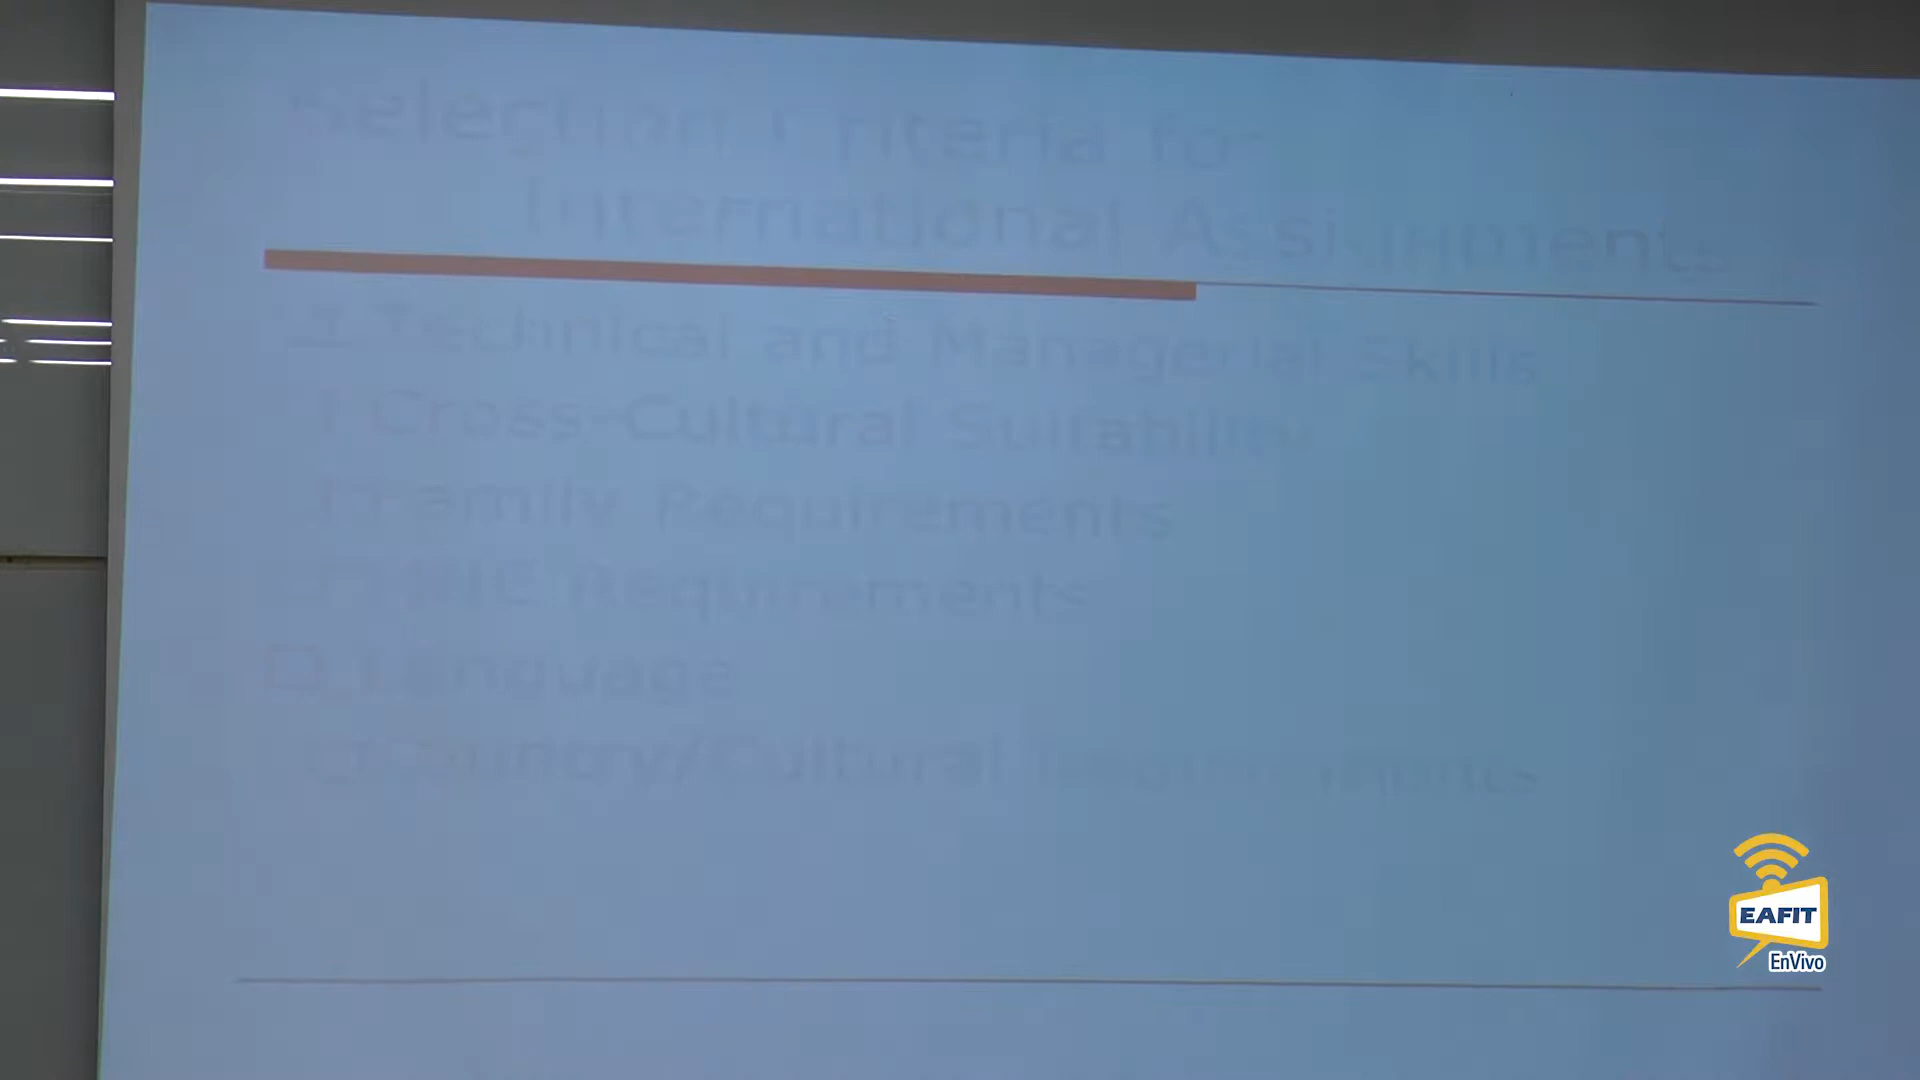 Selection Criteria for
International Assignments
Technical and Managerial Skills
Cross-Cultural Suitability
Family Requirements
MNE Requirements
Language
Country/Cultural Requirements
EAFIT
EnVivo